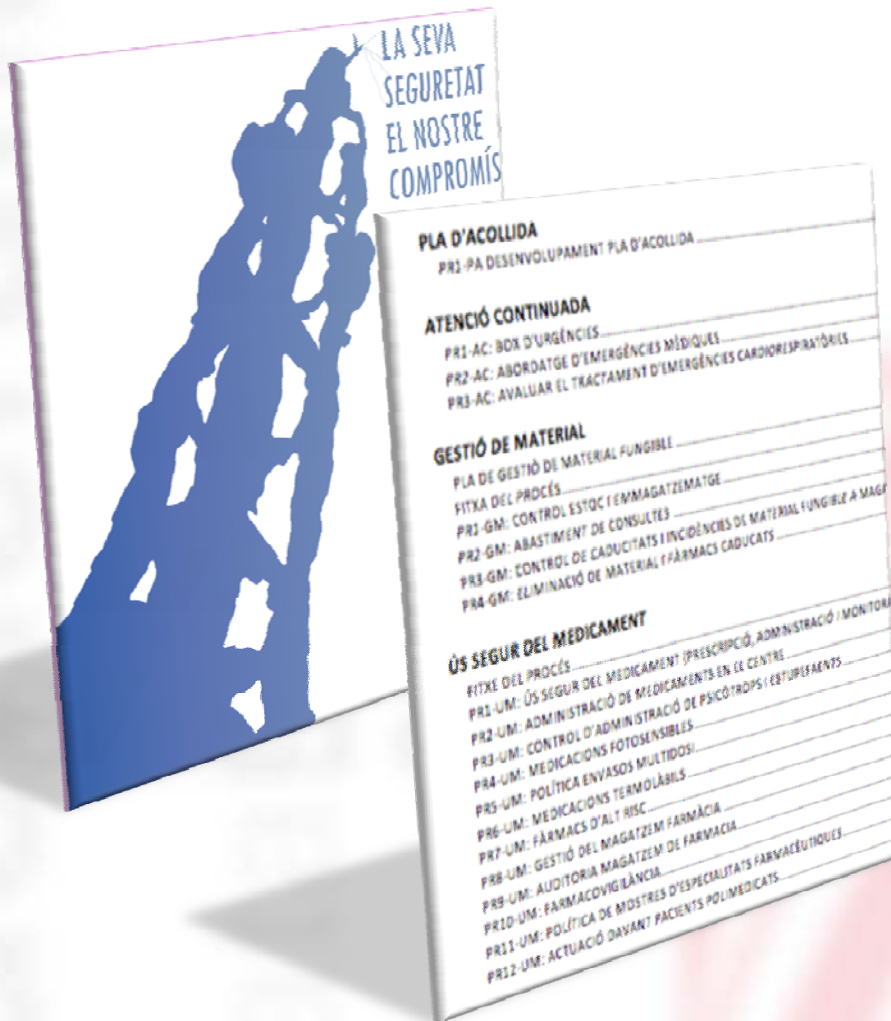 LA SEVA
SEGURETAT
EL NOSTRE
COMPROMÍS
PLA D'ACOLLIDA
PR1-PA DESENVOLUPAMENT PLA D'ACOLLIDA
ATENCIÓ CONTINUADA
PR1-AC: BOX D'URGÈNCIES
PR2-AC: ABORDATGE D'EMERGÈNCIES MÈDIQUES
PR3-AC: AVALUAR EL TRACTAMENT D'EMERGÈNCIES CARDIORESPIRATÒRIES
GESTIÓ DE MATERIAL
PLA DE GESTIÓ DE MATERIAL FUNGIBLE
FITXA DEL PROCÉS
PR1-GM: CONTROL ESTOC I EMMAGATZEMATGE
PR2-GM: ABASTIMENT DE CONSULTES
PR3-GM: CONTROL DE CADUCITATS I INCIDÈNCIES DE MATERIAL FUNGIBLE A
PR4-GM: ELIMINACIÓ DE MATERIAL I FÀRMACS CADUCATS
ÚS SEGUR DEL MEDICAMENT
FITXE DEL PROCÉS
PR1-UM: ÚS SEGUR DEL MEDICAMENT (PRESCRIPCIÓ, ADMINISTRACIÓ I MONITORA
PR2-UM: ADMINISTRACIÓ DE MEDICAMENTS EN EL CENTRE
PR3-UM: CONTROL D'ADMINISTRACIÓ DE PSICÒTROPS I ESTUPEFAENTS
PR4-UM: MEDICACIONS FOTOSENSIBLES
PR5-UM: POLÍTICA ENVASOS MULTIDOSI
PR6-UM: MEDICACIONS TERMOLÀBILS
PR7-UM: FÀRMACS D'ALT RISC
PR8-UM: GESTIÓ DEL MAGATZEM FARMÀCIA
PR9-UM: AUDITORIA MAGATZEM DE FARMACIA
PR10-UM: FARMACOVIGILÀNCIA
PR11-UM: POLÍTICA DE MOSTRES D'ESPECIALITATS FARMACÈUTIQUES
PR12-UM: ACTUACIÓ DAVANT PACIENTS POLIMEDICATS